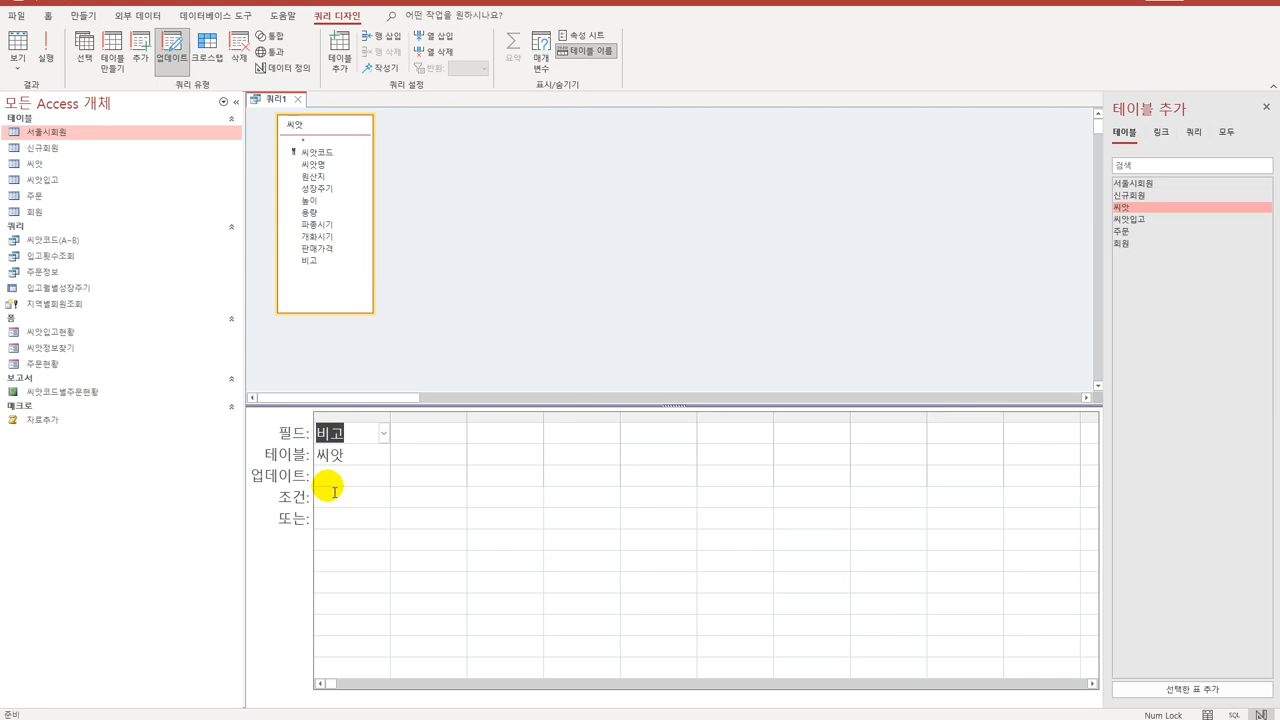 파일 홈 만들기 외부 데이터 데이터베이스 도구 도움말 쿼리 디자인 어떤 작업을 원하시나요?
보기 실행 선택 테이블 만들기 추가 업데이트 크로스탭 삭제 통합 통과 데이터 정의 테이블 추가 행 삽입 행 삭제 작성기 열 삽입 열 삭제 반환: 요약 매개 변수 속성 시트 테이블 이름
결과 쿼리 유형 쿼리 설정 표시/숨기기
모든 Access 개체
테이블
서울시회원
신규회원
씨앗
씨앗입고
주문
회원
쿼리
씨앗코드(A~B)
입고횟수조회
주문정보
입고월별성장주기
지역별회원조회
폼
씨앗입고현황
씨앗정보찾기
주문현황
보고서
씨앗코드별주문현황
매크로
자료추가
쿼리1
씨앗
*
씨앗코드
씨앗명
원산지
성장주기
높이
용량
파종시기
개화시기
판매가격
비고
필드: 비고
테이블: 씨앗
업데이트:
조건:
또는:
테이블 추가
테이블 링크 쿼리 모두
검색
서울시회원
신규회원
씨앗
씨앗입고
주문
회원
선택한 표 추가
준비
Num Lock
SQL